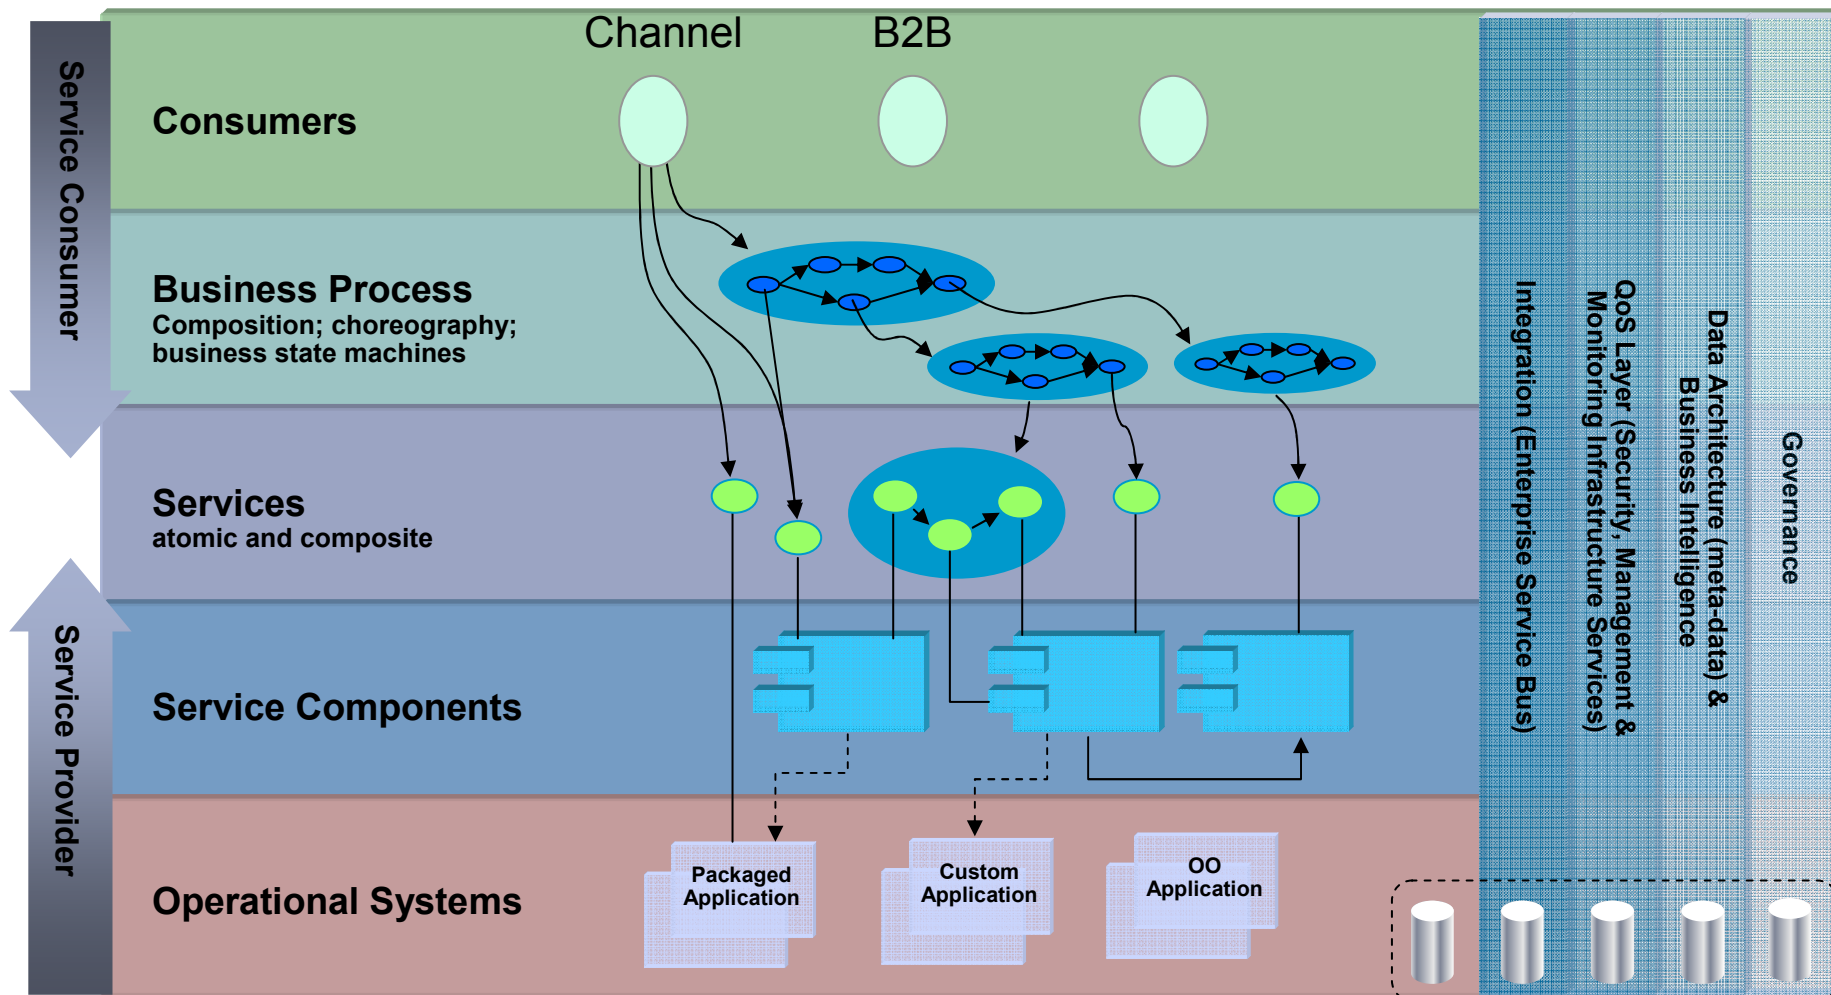 Channel
B2B
Service Consumer
Consumers
Business Process
Composition; choreography;
business state machines
Services
atomic and composite
Service Provider
Service Components
Operational Systems
Packaged
Application
Custom
Application
OO
Application
Integration (Enterprise Service Bus)
QoS Layer (Security, Management &
Monitoring Infrastructure Services)
Data Architecture (meta-data) &
Business Intelligence
Governance